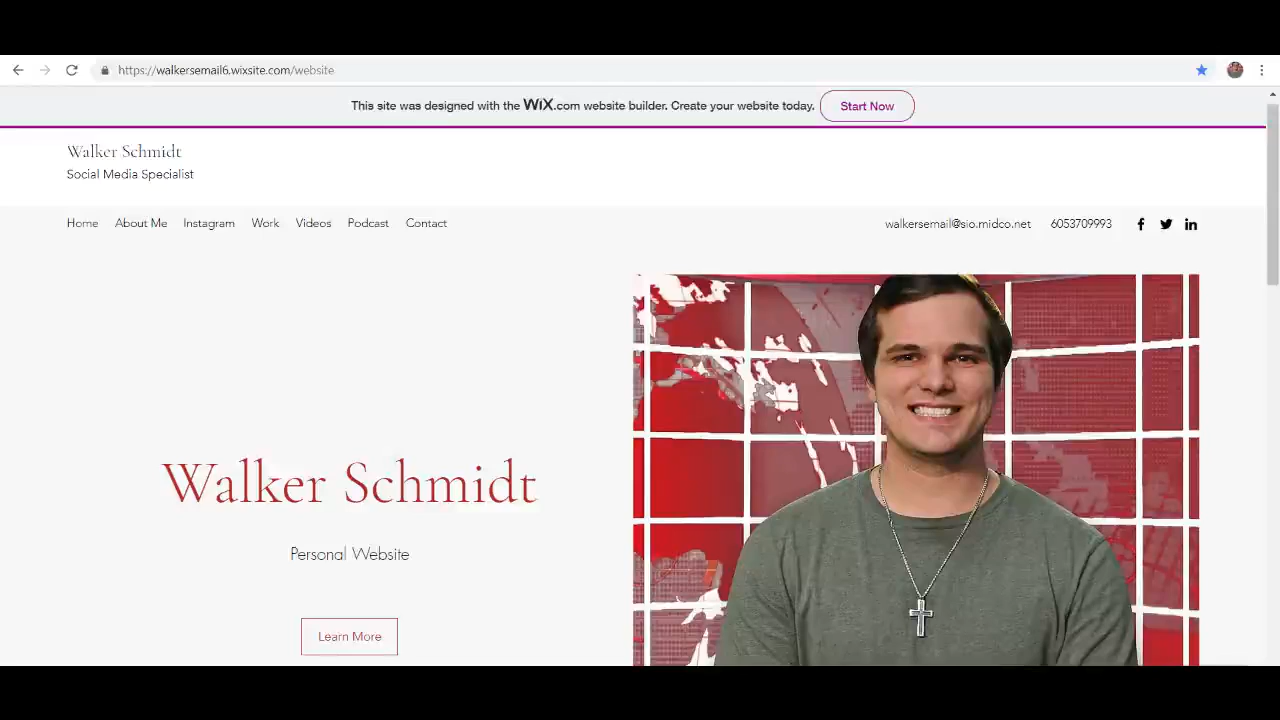 https://walkersemail6.wixsite.com/website
This site was designed with the WiX.com website builder. Create your website today. Start Now
Walker Schmidt
Social Media Specialist
Home About Me Instagram Work Videos Podcast Contact walkersemail@sio.midco.net 6053709993
Walker Schmidt
Personal Website
Learn More